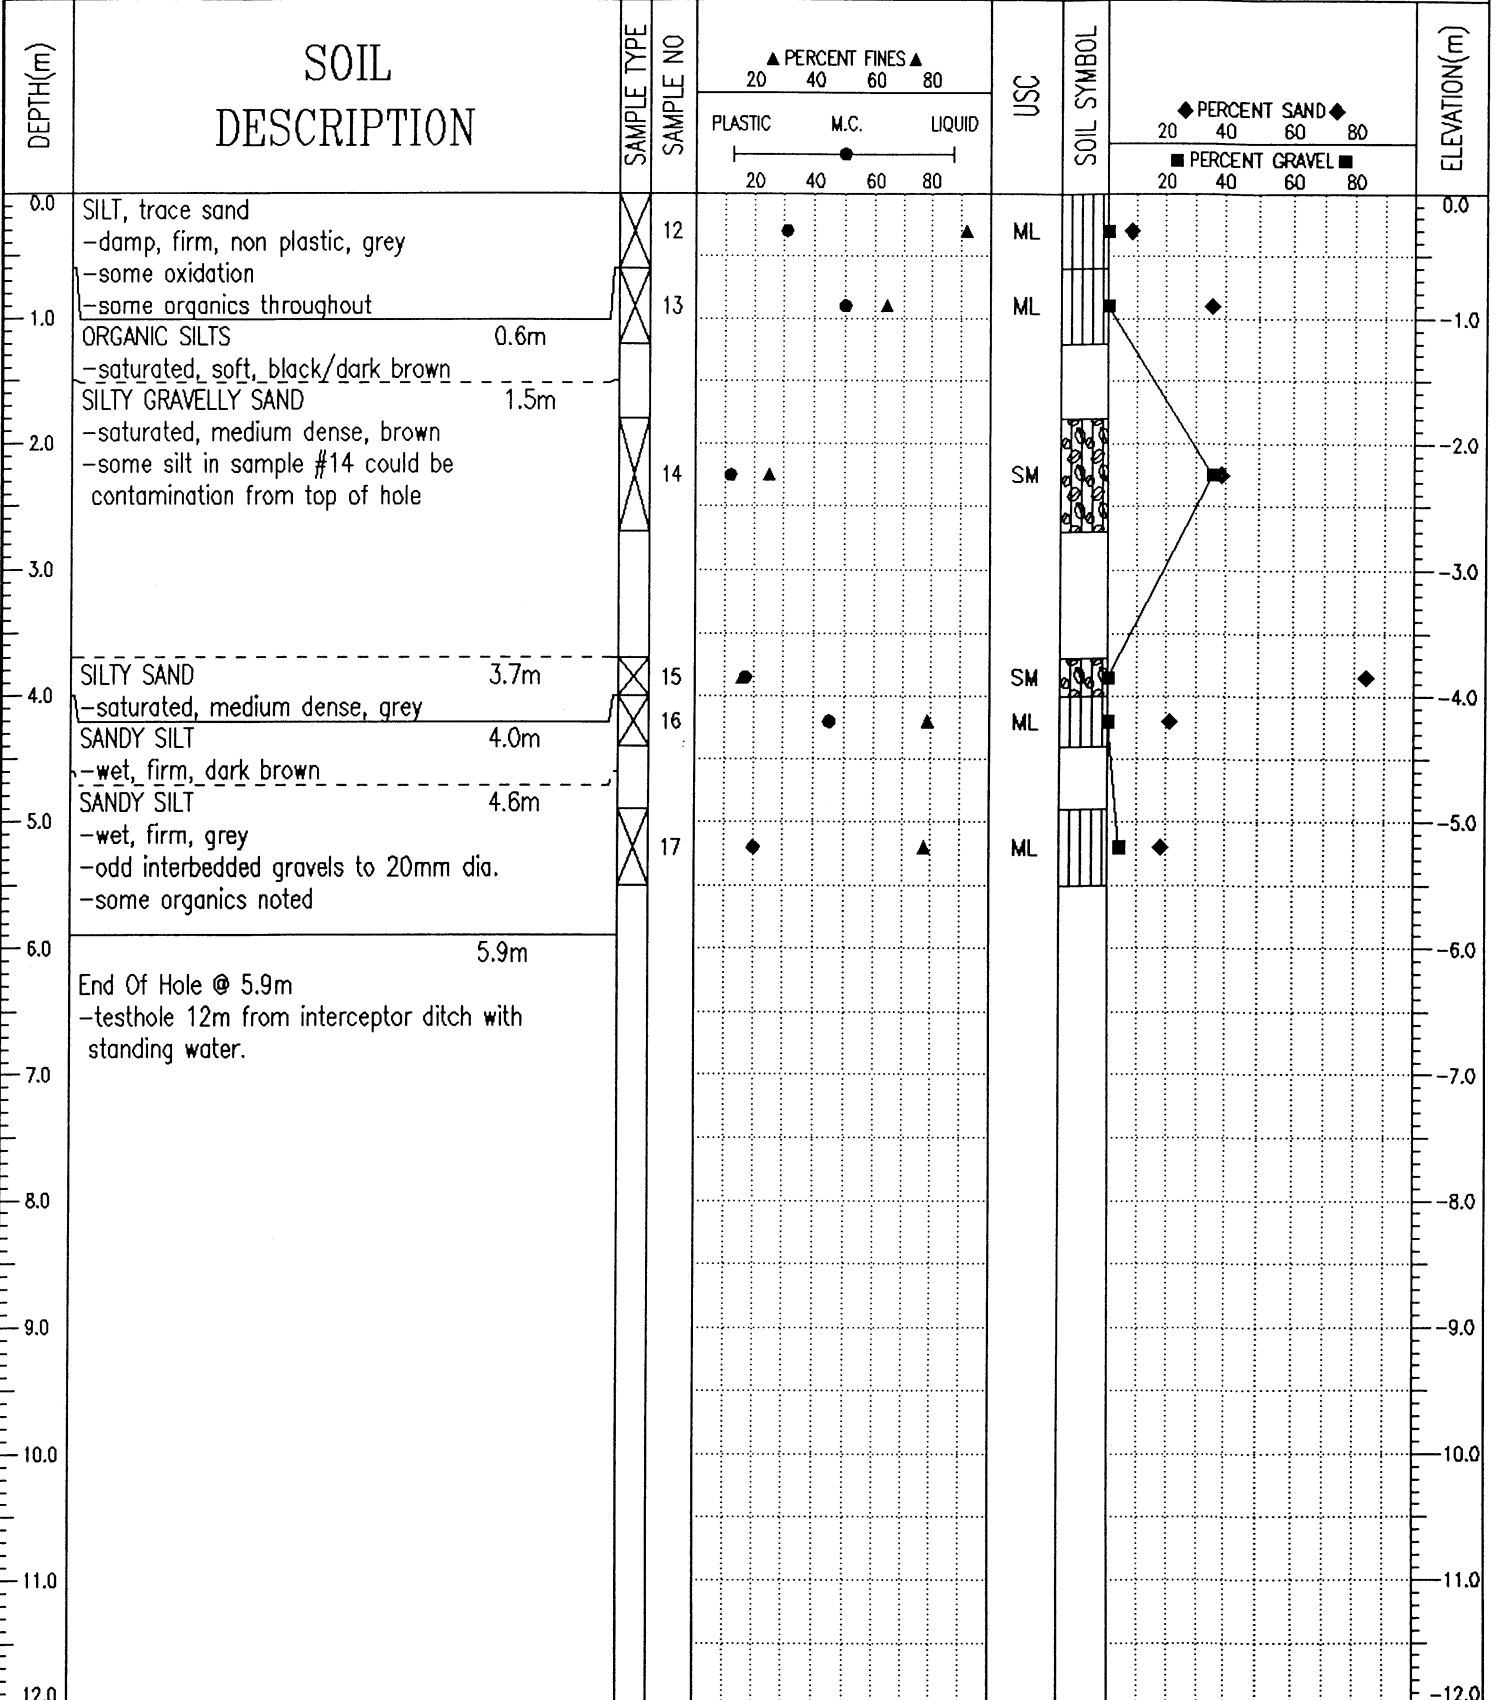 DEPTH(m)
SOIL
DESCRIPTION
SAMPLE TYPE
SAMPLE NO
▲ PERCENT FINES ▲
20 40 60 80
PLASTIC M.C. LIQUID
20 40 60 80
USC
SOIL SYMBOL
◆ PERCENT SAND ◆
20 40 60 80
■ PERCENT GRAVEL ■
20 40 60 80
ELEVATION(m)
0.0
SILT, trace sand
-damp, firm, non plastic, grey
-some oxidation
-some organics throughout
12 ML
0.0
13 ML
1.0
-1.0
ORGANIC SILTS 0.6m
-saturated, soft, black/dark brown
SILTY GRAVELLY SAND 1.5m
-saturated, medium dense, brown
2.0
-2.0
-some silt in sample #14 could be
contamination from top of hole
14 SM
3.0
-3.0
SILTY SAND 3.7m
15 SM
4.0
-4.0
-saturated, medium dense, grey
16 ML
SANDY SILT 4.0m
-wet, firm, dark brown
SANDY SILT 4.6m
5.0
-5.0
-wet, firm, grey
17 ML
-odd interbedded gravels to 20mm dia.
-some organics noted
6.0
-6.0
5.9m
End Of Hole @ 5.9m
-testhole 12m from interceptor ditch with
standing water.
7.0
-7.0
8.0
-8.0
9.0
-9.0
10.0
-10.0
11.0
-11.0
12.0
-12.0